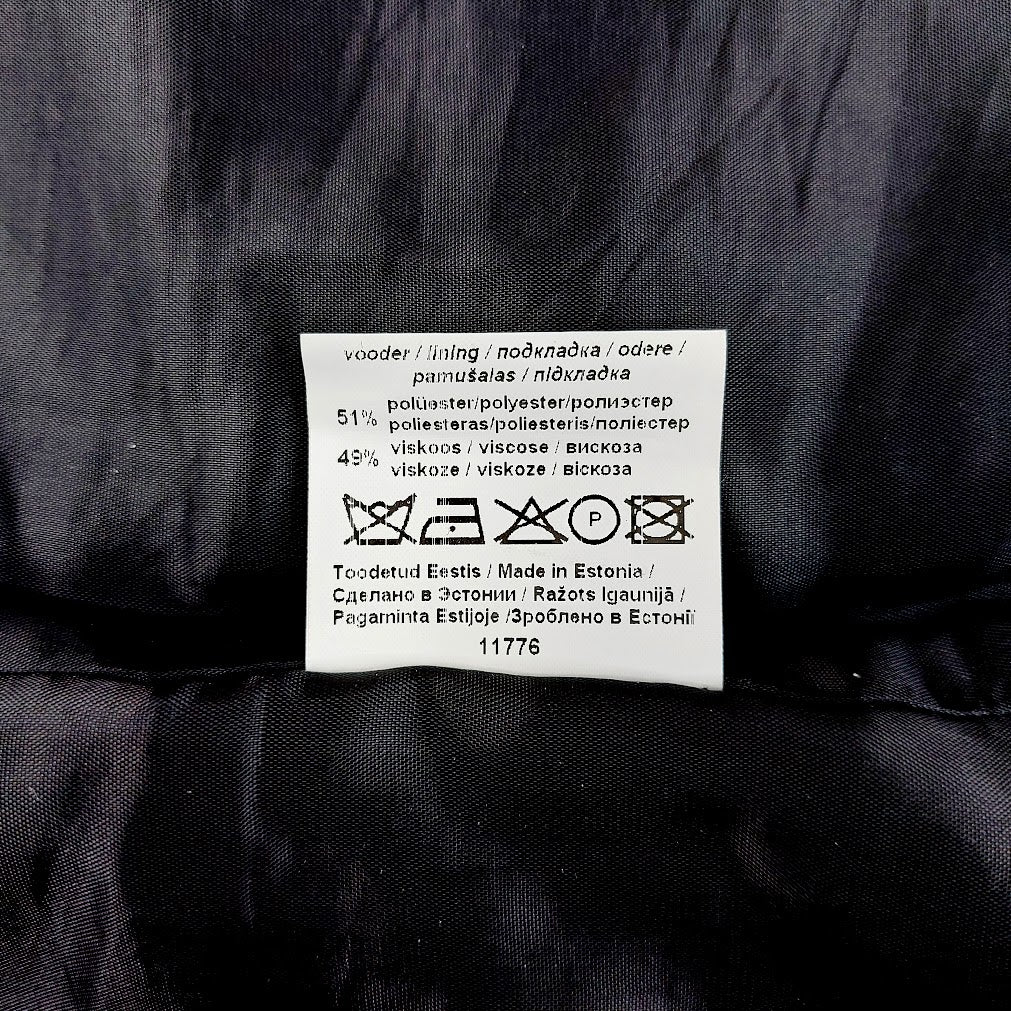 vooder / lining / подкладка / odere /
pamušalas / підкладка
51% polüester/polyester/ролиэстер
poliesteras/poliesteris/поліестер
49% viskoos / viscose / вискоза
viskoze / viskoze / віскоза
P
Toodetud Eestis / Made in Estonia /
Сделано в Эстонии / Ražots Igaunijā /
Pagaminta Estijoje /Зроблено в Естонії
11776